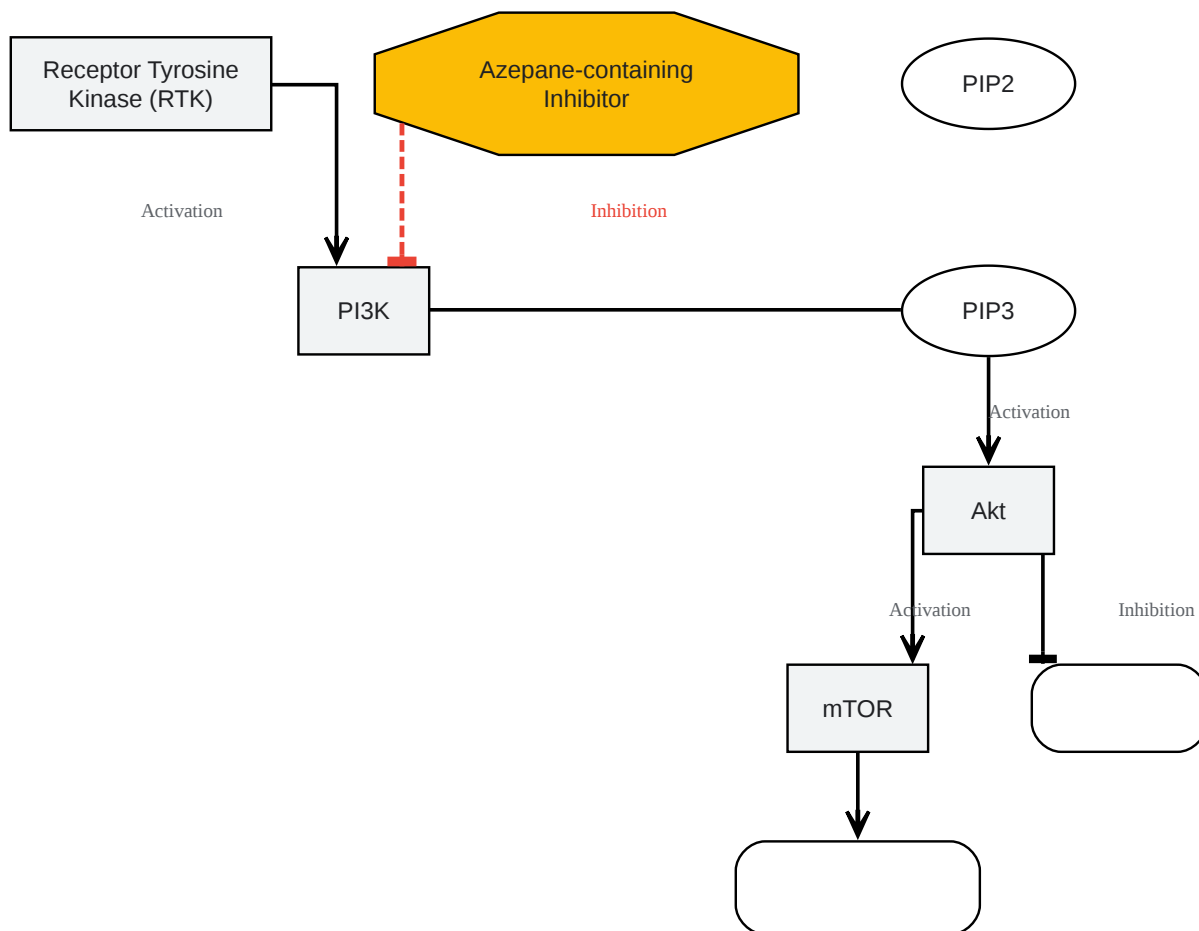 Receptor Tyrosine
Kinase (RTK)
Azepane-containing
Inhibitor
PIP2
Activation
Inhibition
PI3K
PIP3
Activation
Akt
Activation
Inhibition
mTOR